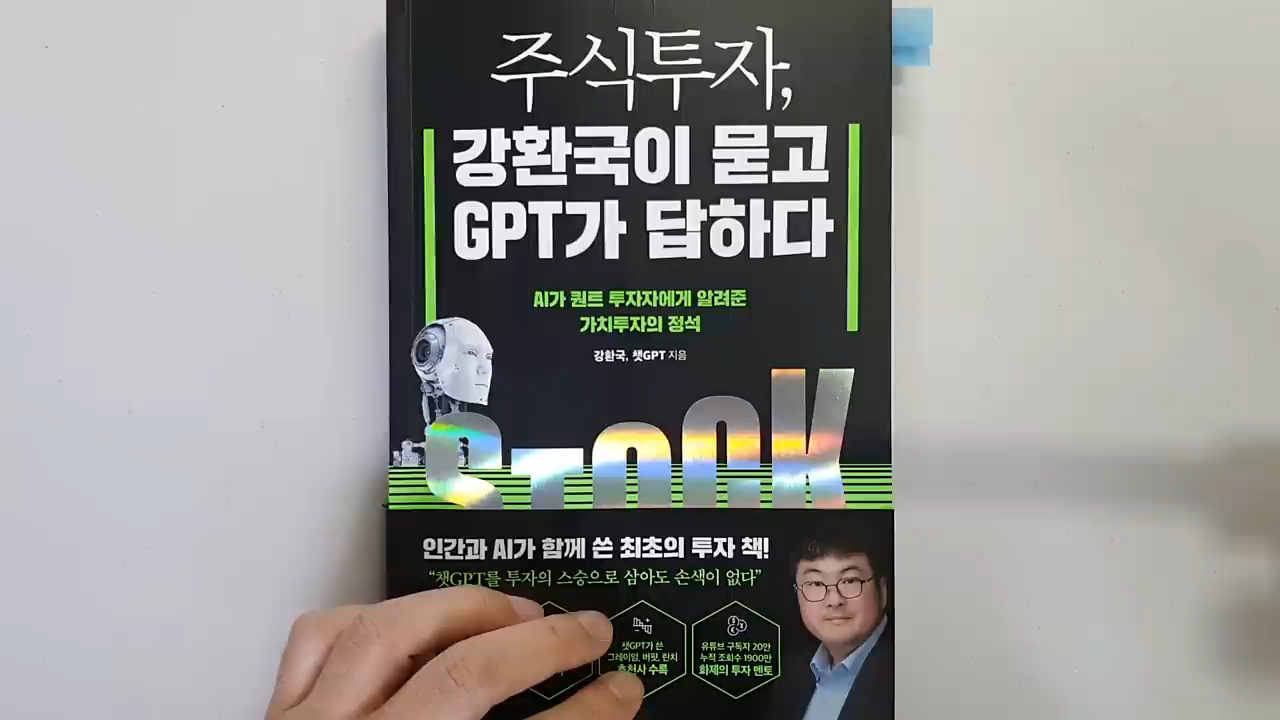 주식투자,
강환국이 묻고
GPT가 답하다
AI가 퀀트 투자자에게 알려준
가치투자의 정석
강환국, 챗GPT 지음
STOCK
인간과 AI가 함께 쓴 최초의 투자 책!
“챗GPT를 투자의 스승으로 삼아도 손색이 없다”
챗GPT가 쓴
그레이엄, 버핏, 린치
추천사 수록
유튜브 구독자 20만
누적 조회수 1900만
화제의 투자 멘토